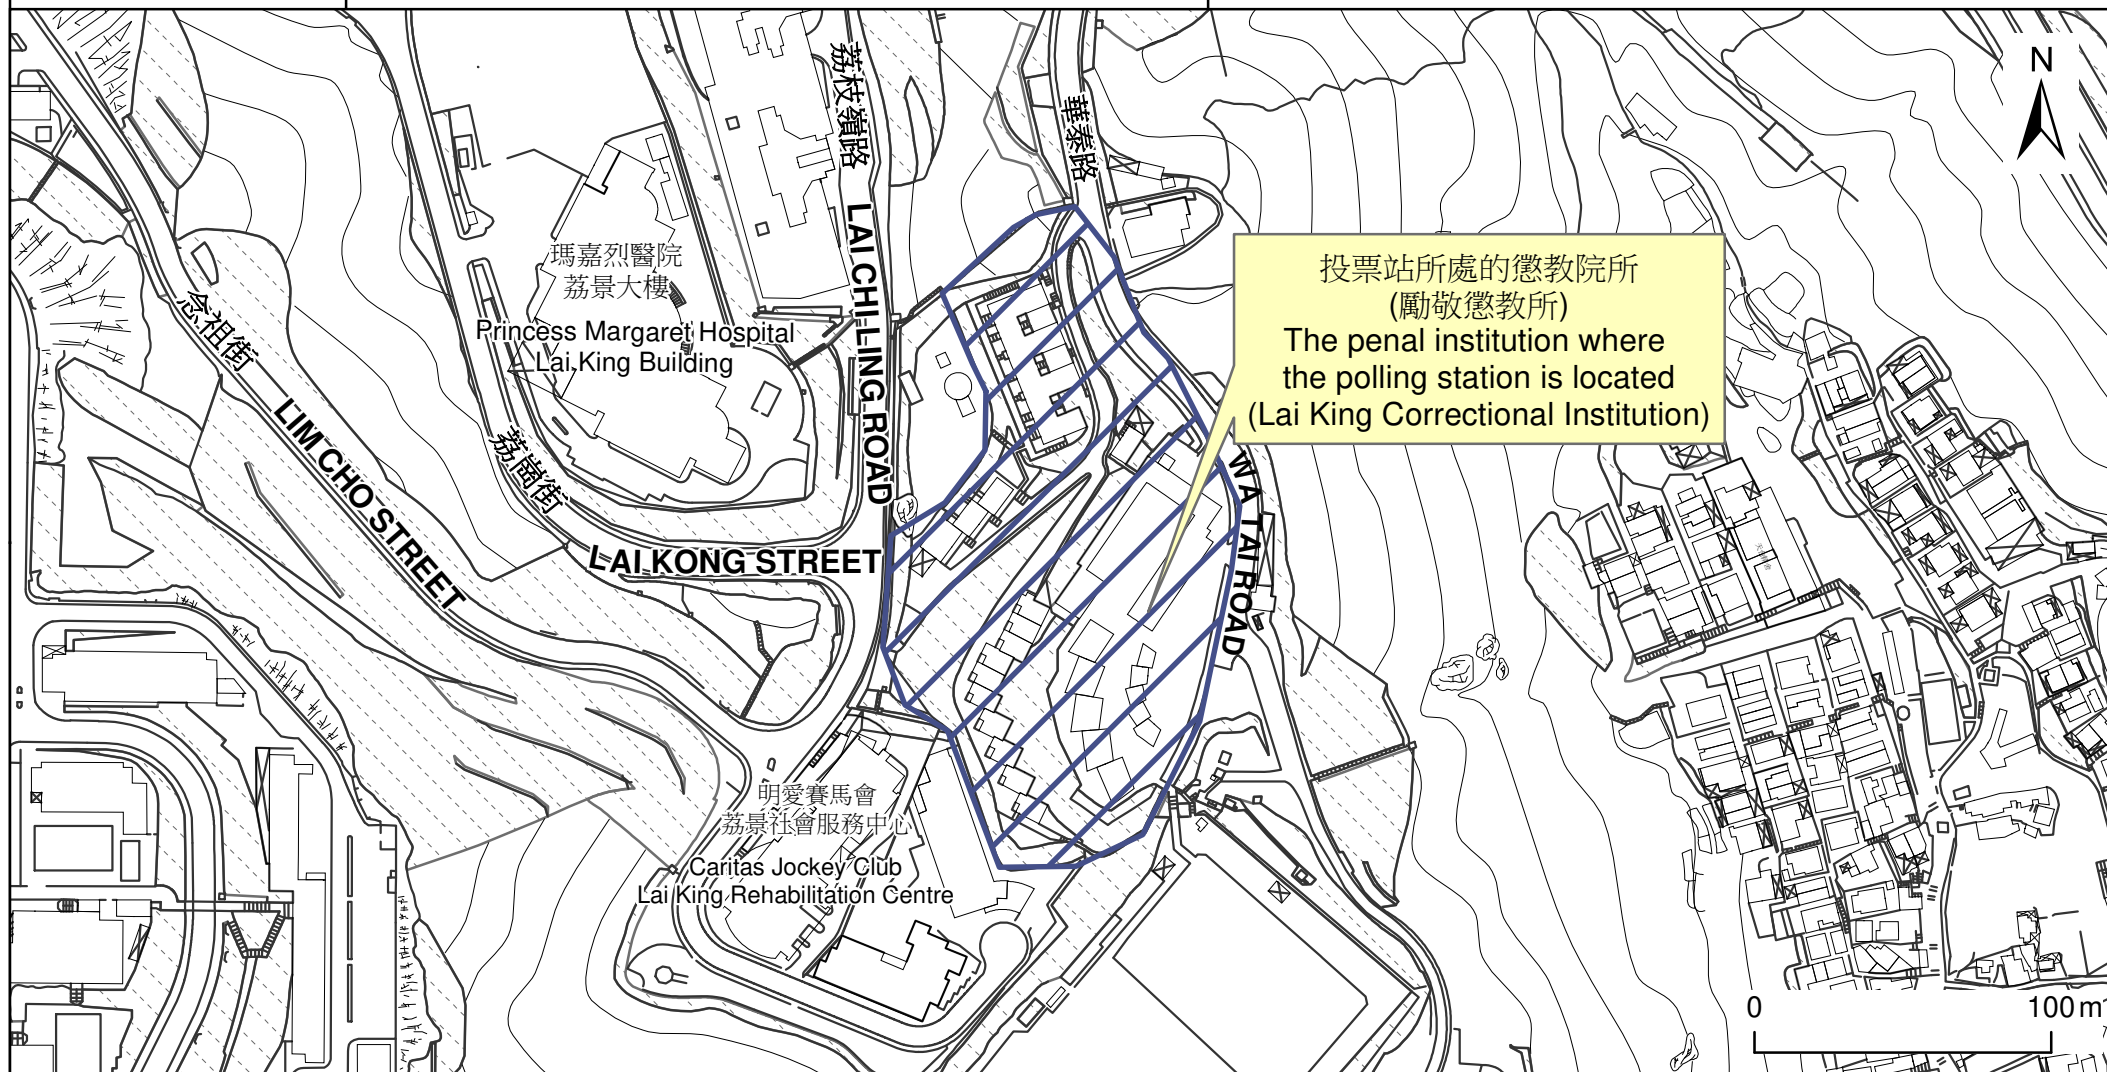 N
荔枝嶺路
LAI CHI LING ROAD
華泰路
WA TAI ROAD
瑪嘉烈醫院
荔景大樓
Princess Margaret Hospital
Lai King Building
投票站所處的懲教院所
(勵敬懲教所)
The penal institution where
the polling station is located
(Lai King Correctional Institution)
念祖街
LIM CHO STREET
荔崗街
LAI KONG STREET
明愛賽馬會
荔景社會服務中心
Caritas Jockey Club
Lai King Rehabilitation Centre
0 100 m